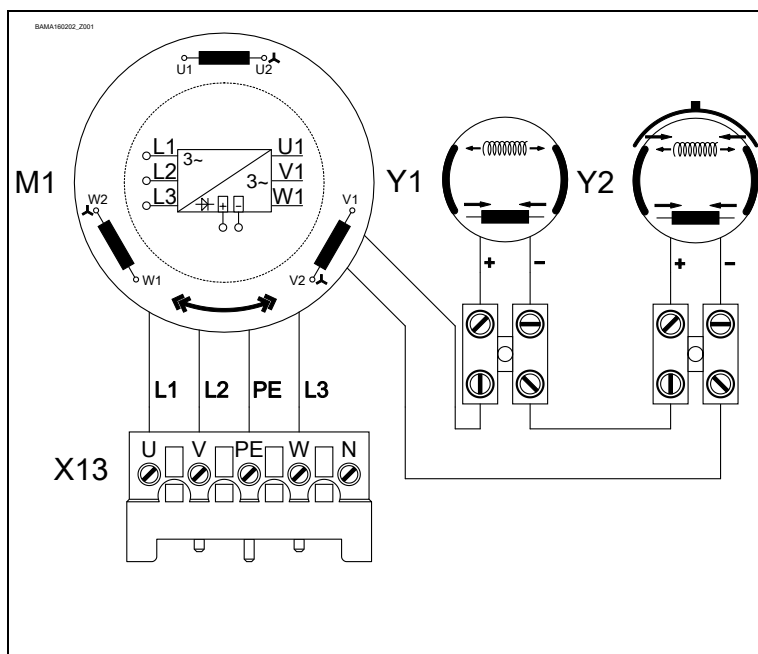 BAMA160202_Z001
U1 U2
L1 3~ U1
L2 V1
L3 3~ W1
+ -
M1
W2 V1
W1 V2
Y1 Y2
+ - + -
L1 L2 PE L3
U V PE W N
X13